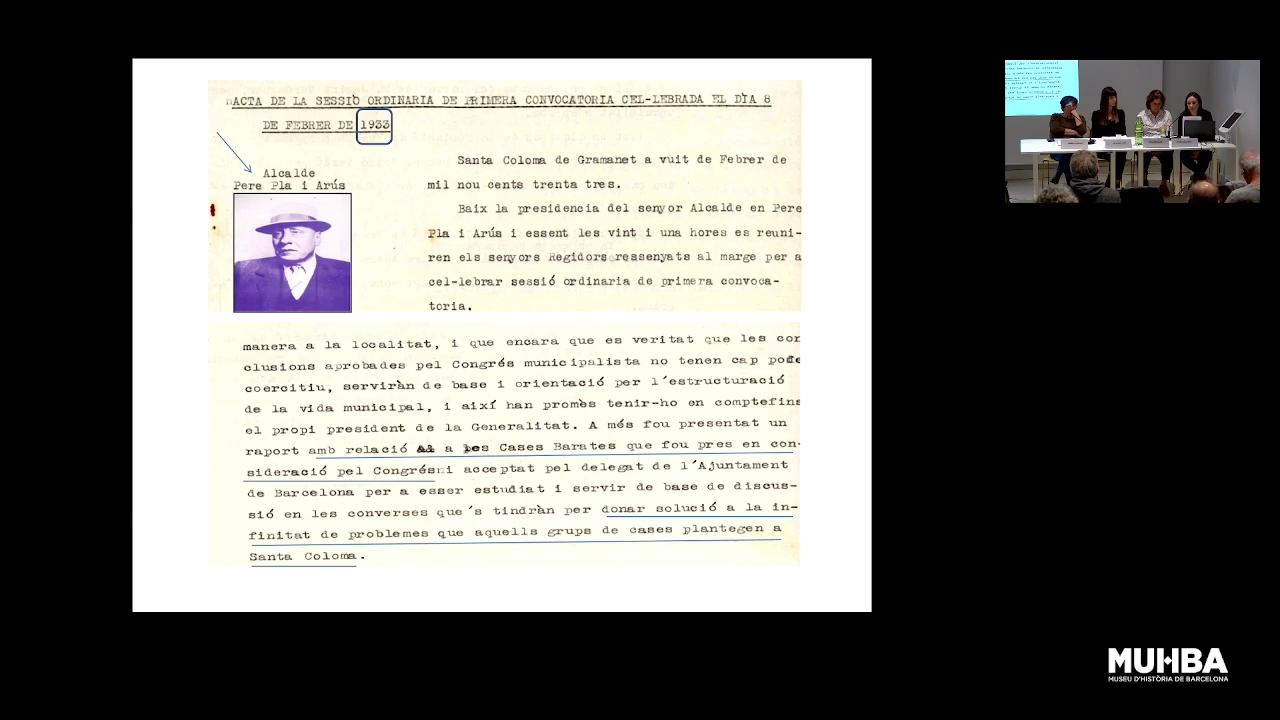 ACTA DE LA SESSIO ORDINARIA DE PRIMERA CONVOCATORIA CEL-LEBRADA EL DIA 8
DE FEBRER DE 1933
Alcalde
Pere Pla i Arús
Santa Coloma de Gramanet a vuit de Febrer de
mil nou cents trenta tres.
Baix la presidencia del senyor Alcalde en Pere
Pla i Arús i essent les vint i una hores es reuni-
ren els senyors Regidors ressenyats al marge per a
cel-lebrar sessió ordinaria de primera convoca-
toria.
manera a la localitat, i que encara que es veritat que les con
clusions aprobades pel Congrés municipalista no tenen cap pode
coercitiu, serviràn de base i orientació per l'estructuració
de la vida municipal, i així han promès tenir-ho en comptefins
el propi president de la Generalitat. A més fou presentat un
raport amb relació a les Cases Barates que fou pres en con-
sideració pel Congrés i acceptat pel delegat de l'Ajuntament
de Barcelona per a esser estudiat i servir de base de discus-
sió en les converses que's tindràn per donar solució a la in-
finitat de problemes que aquells grups de cases plantegen a
Santa Coloma.
MUHBA
MUSEU D'HISTÒRIA DE BARCELONA